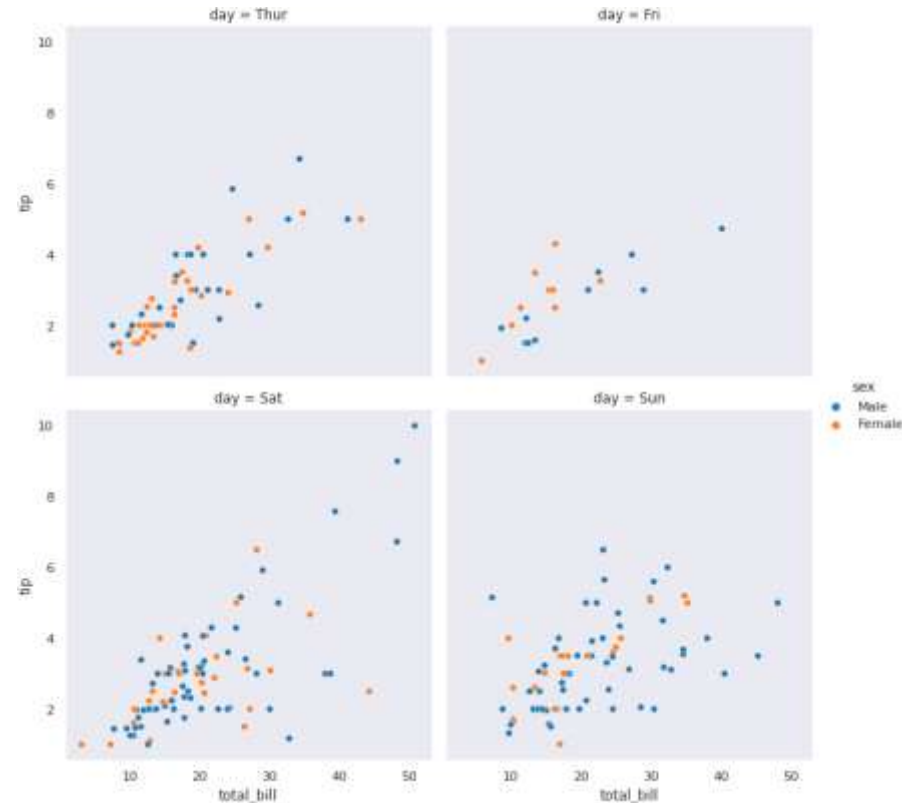 day = Thur
day = Fri
10
8
6
4
2
tip
day = Sat
day = Sun
sex
Male
Female
10
8
6
4
2
tip
10 20 30 40 50
10 20 30 40 50
total_bill
total_bill